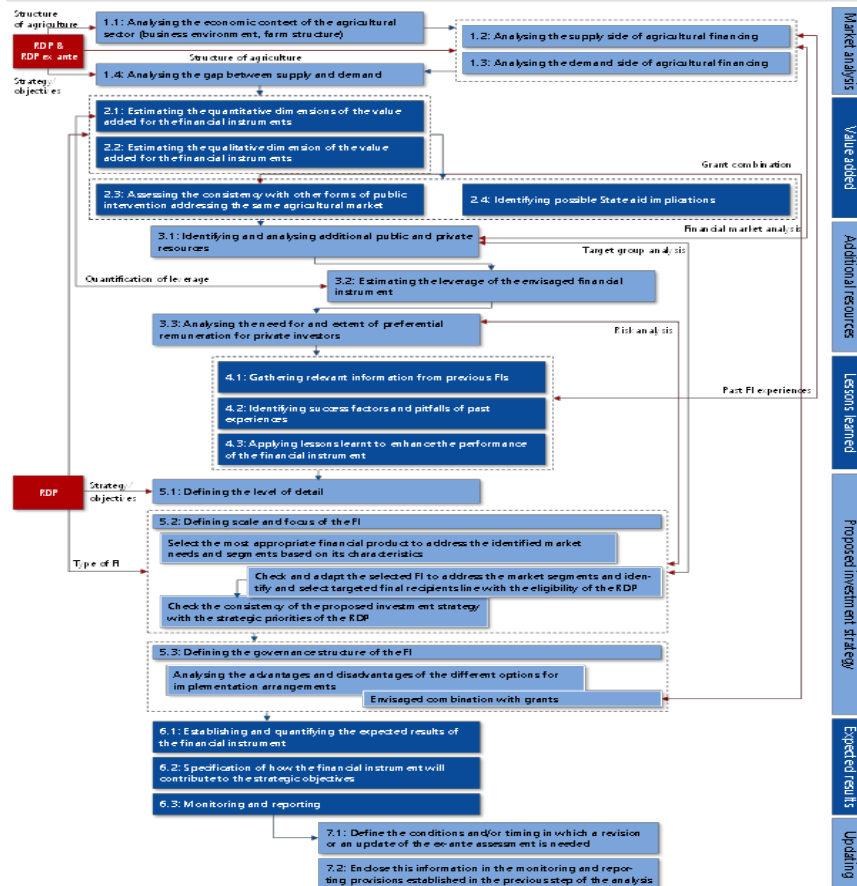 Structure
of agriculture
1.1: Analysing the economic context of the agricultural
sector (business environment, farm structure)
RDP &
RDP ex ante
1.2: Analysing the supply side of agricultural financing
Structure of agriculture
1.3: Analysing the demand side of agricultural financing
1.4: Analysing the gap between supply and demand
Strategy/
objectives
Market analysis
2.1: Estimating the quantitative dimensions of the value
added for the financial instruments
2.2: Estimating the qualitative dimension of the value
added for the financial instruments
Grant combination
2.3: Assessing the consistency with other forms of public
intervention addressing the same agricultural market
2.4: Identifying possible State aid implications
Value added
3.1: Identifying and analysing additional public and private
resources
Financial market analysis
Target group analysis
Quantification of leverage
3.2: Estimating the leverage of the envisaged financial
instrument
3.3: Analysing the need for and extent of preferential
remuneration for private investors
Risk analysis
Additional resources
4.1: Gathering relevant information from previous FIs
4.2: Identifying success factors and pitfalls of past
experiences
Past FI experiences
4.3: Applying lessons learnt to enhance the performance
of the financial instrument
Lessons learned
RDP
Strategy/
objectives
5.1: Defining the level of detail
5.2: Defining scale and focus of the FI
Select the most appropriate financial product to address the identified market
needs and segments based on its characteristics
Type of FI
Check and adapt the selected FI to address the market segments and iden-
tify and select targeted final recipients line with the eligibility of the RDP
Check the consistency of the proposed investment strategy
with the strategic priorities of the RDP
5.3: Defining the governance structure of the FI
Analysing the advantages and disadvantages of the different options for
implementation arrangements
Envisaged combination with grants
Proposed investment strategy
6.1: Establishing and quantifying the expected results of
the financial instrument
6.2: Specification of how the financial instrument will
contribute to the strategic objectives
6.3: Monitoring and reporting
Expected results
7.1: Define the conditions and/or timing in which a revision
or an update of the ex-ante assessment is needed
7.2: Enclose this information in the monitoring and repor-
ting provisions established in the previous step of the analysis
Updating